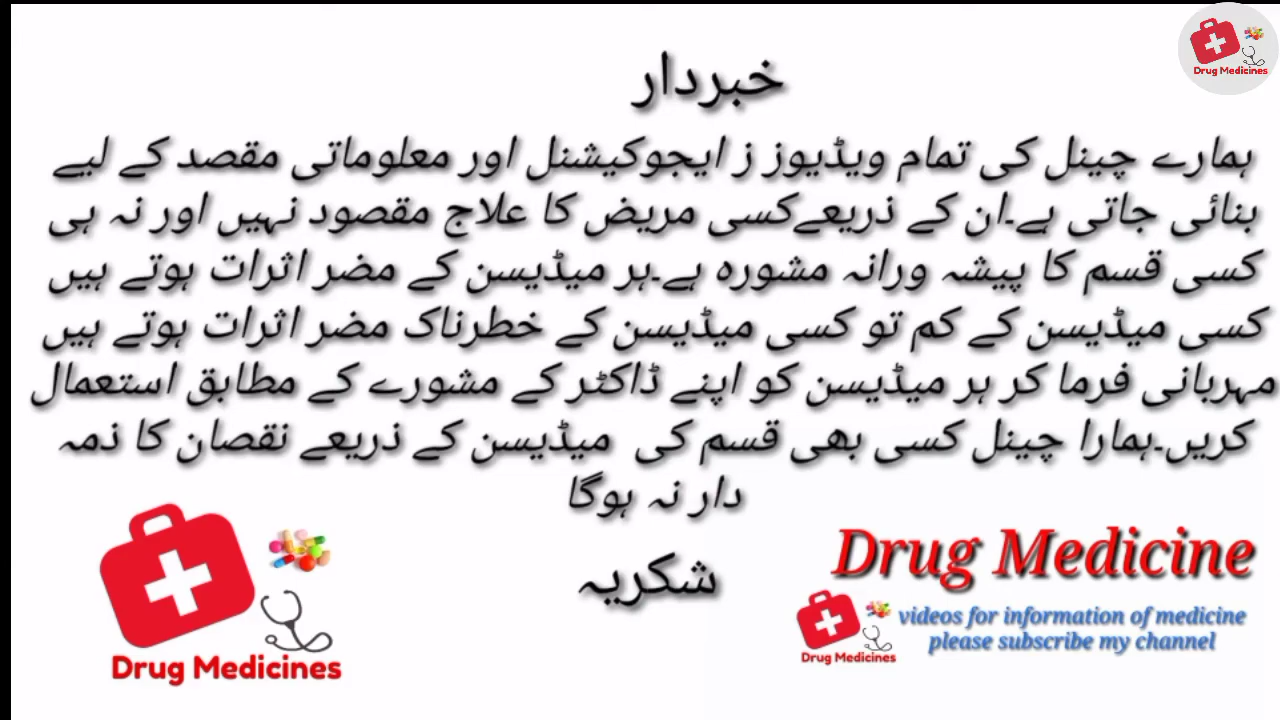 Drug Medicines
خبردار
ہمارے چینل کی تمام ویڈیوز ز ایجوکیشنل اور معلوماتی مقصد کے لیے
بنائی جاتی ہے۔ان کے ذریعےکسی مریض کا علاج مقصود نہیں اور نہ ہی
کسی قسم کا پیشہ ورانہ مشورہ ہے۔ہر میڈیسن کے مضر اثرات ہوتے ہیں
کسی میڈیسن کے کم تو کسی میڈیسن کے خطرناک مضر اثرات ہوتے ہیں
مہربانی فرما کر ہر میڈیسن کو اپنے ڈاکٹر کے مشورے کے مطابق استعمال
کریں۔ہمارا چینل کسی بھی قسم کی میڈیسن کے ذریعے نقصان کا ذمہ
دار نہ ہوگا
شکریہ
Drug Medicines
Drug Medicine
videos for information of medicine
please subscribe my channel
Drug Medicines